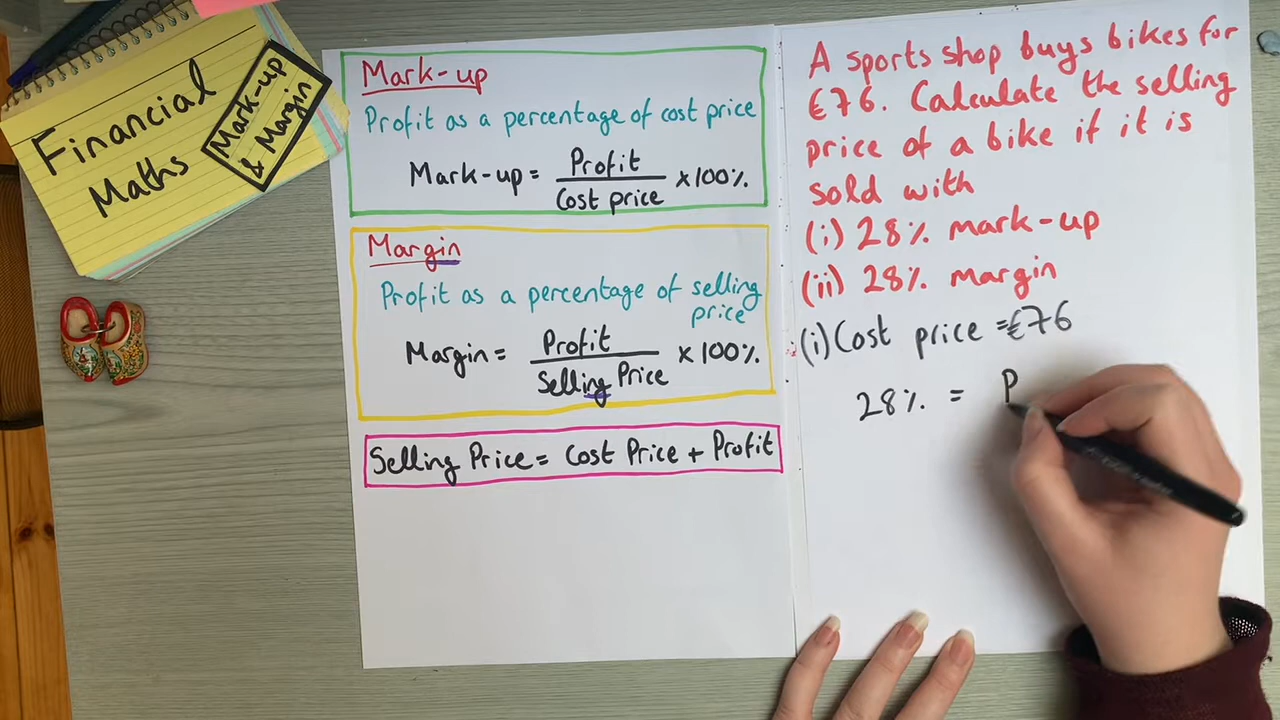 Financial
Maths
Mark-up
& Margin
Mark-up
Profit as a percentage of cost price
Mark-up = Profit
Cost price
× 100%.
Margin
Profit as a percentage of selling
price
Margin = Profit
Selling Price
× 100%.
Selling Price = Cost Price + Profit
A sports shop buys bikes for
€76. Calculate the selling
price of a bike if it is
sold with
(i) 28% mark-up
(ii) 28% margin
(i) Cost price = €76
28% = P